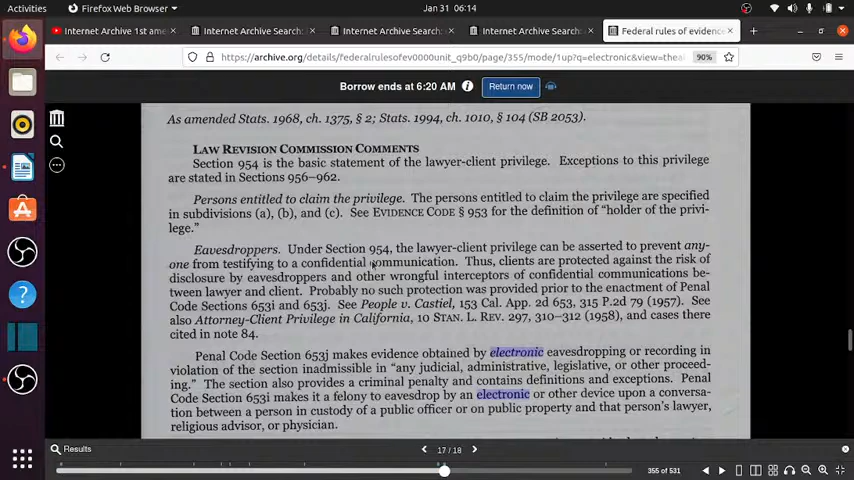 Activities
Firefox Web Browser
Jan 31 06:14
Internet Archive 1st ame
Internet Archive Search:
Internet Archive Search:
Internet Archive Search:
Federal rules of evidence
https://archive.org/details/federalrulesofev0000unit_q9b0/page/355/mode/1up?q=electronic&view=thea
90%
Borrow ends at 6:20 AM
Return now
As amended Stats. 1968, ch. 1375, § 2; Stats. 1994, ch. 1010, § 104 (SB 2053).
LAW REVISION COMMISSION COMMENTS
Section 954 is the basic statement of the lawyer-client privilege. Exceptions to this privilege
are stated in Sections 956–962.
Persons entitled to claim the privilege. The persons entitled to claim the privilege are specified
in subdivisions (a), (b), and (c). See EVIDENCE CODE § 953 for the definition of “holder of the privi-
lege.”
Eavesdroppers. Under Section 954, the lawyer-client privilege can be asserted to prevent any-
one from testifying to a confidential communication. Thus, clients are protected against the risk of
disclosure by eavesdroppers and other wrongful interceptors of confidential communications be-
tween lawyer and client. Probably no such protection was provided prior to the enactment of Penal
Code Sections 653i and 653j. See People v. Castiel, 153 Cal. App. 2d 653, 315 P.2d 79 (1957). See
also Attorney-Client Privilege in California, 10 STAN. L. REV. 297, 310–312 (1958), and cases there
cited in note 84.
Penal Code Section 653j makes evidence obtained by electronic eavesdropping or recording in
violation of the section inadmissible in “any judicial, administrative, legislative, or other proceed-
ing.” The section also provides a criminal penalty and contains definitions and exceptions. Penal
Code Section 653i makes it a felony to eavesdrop by an electronic or other device upon a conversa-
tion between a person in custody of a public officer or on public property and that person's lawyer,
religious advisor, or physician.
Results
17 / 18
355 of 531